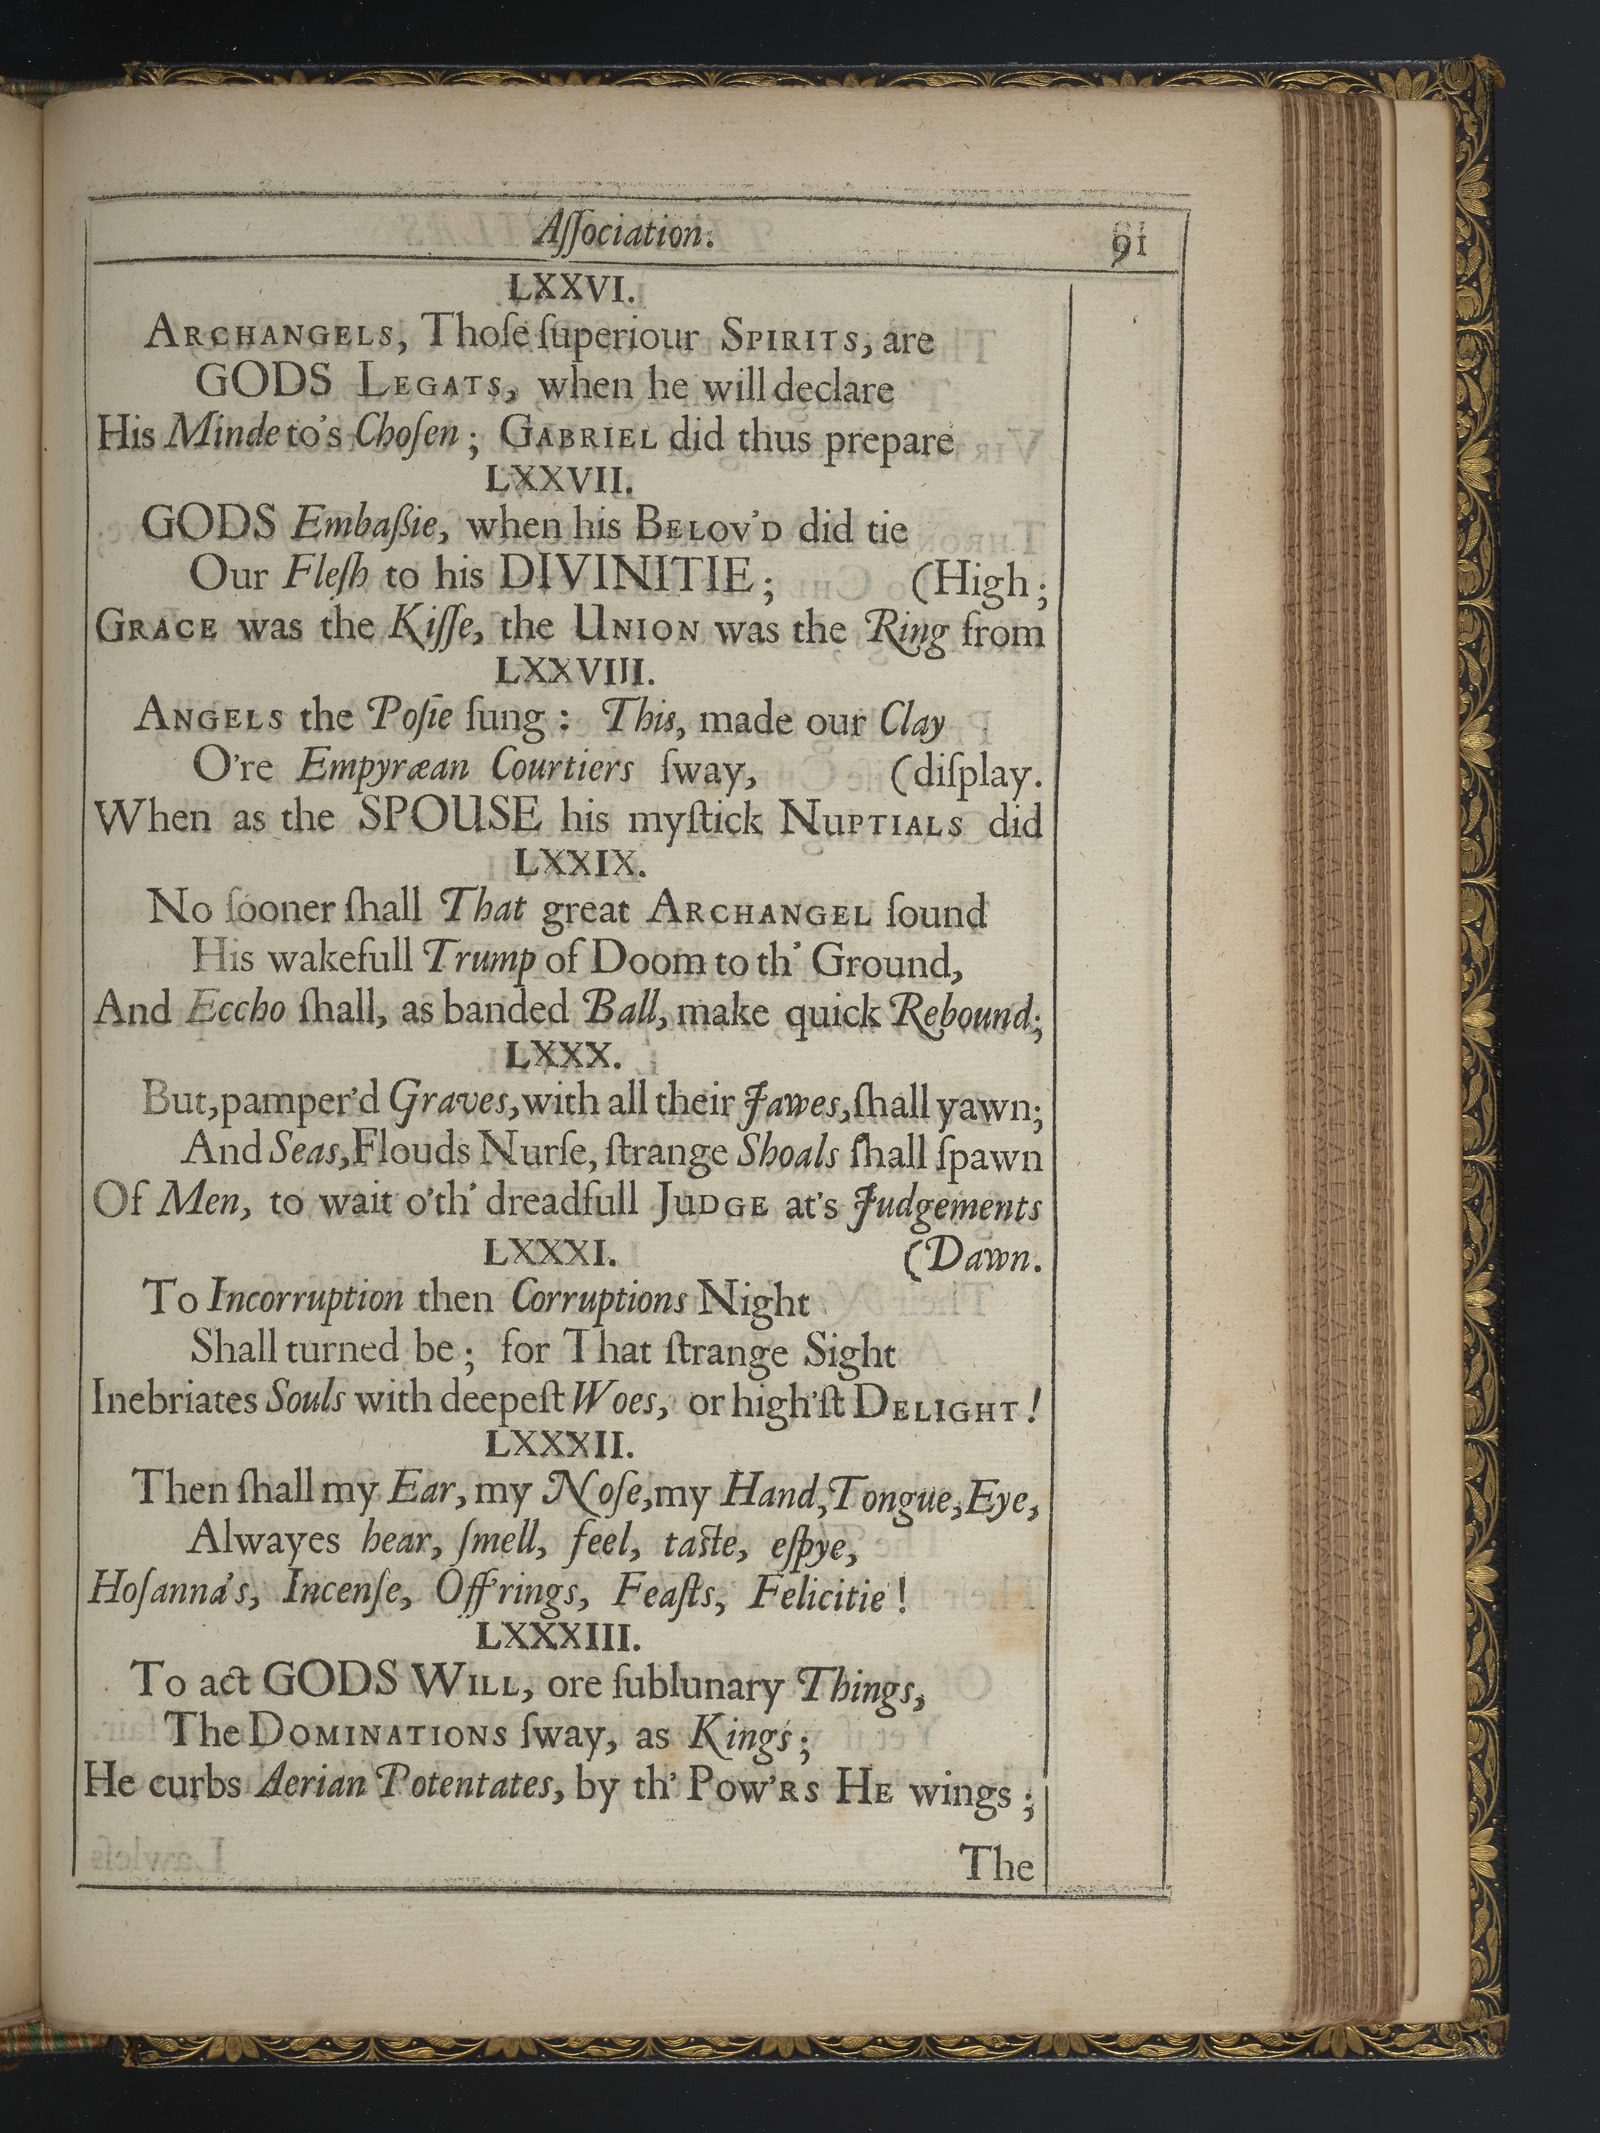 Aſſociation. 91
LXXVI.
ARCHANGELS, Thoſe ſuperiour SPIRITS, are
GODS LEGATS, when he will declare
His Minde to's Choſen; GABRIEL did thus prepare
LXXVII.
GODS Embaßie, when his BELOV'D did tie
Our Fleſh to his DIVINITIE; (High;
GRACE was the Kiſſe, the UNION was the Ring from
LXXVIII.
ANGELS the Poſie ſung: This, made our Clay
O're Empyræan Courtiers ſway, (diſplay.
When as the SPOUSE his myſtick NUPTIALS did
LXXIX.
No ſooner ſhall That great ARCHANGEL ſound
His wakefull Trump of Doom to th' Ground,
And Eccho ſhall, as banded Ball, make quick Rebound;
LXXX.
But, pamper'd Graves, with all their Jawes, ſhall yawn;
And Seas, Flouds Nurſe, ſtrange Shoals ſhall ſpawn
Of Men, to wait o'th' dreadfull JUDGE at's Judgements
LXXXI. (Dawn.
To Incorruption then Corruptions Night
Shall turned be; for That ſtrange Sight
Inebriates Souls with deepeſt Woes, or high'ſt DELIGHT!
LXXXII.
Then ſhall my Ear, my Noſe, my Hand, Tongue, Eye,
Alwayes hear, ſmell, feel, taſte, eſpye,
Hoſanna's, Incenſe, Off'rings, Feaſts, Felicitie!
LXXXIII.
To act GODS WILL, ore ſublunary Things,
The DOMINATIONS ſway, as Kings;
He curbs Aerian Potentates, by th' POW'RS HE wings;
The